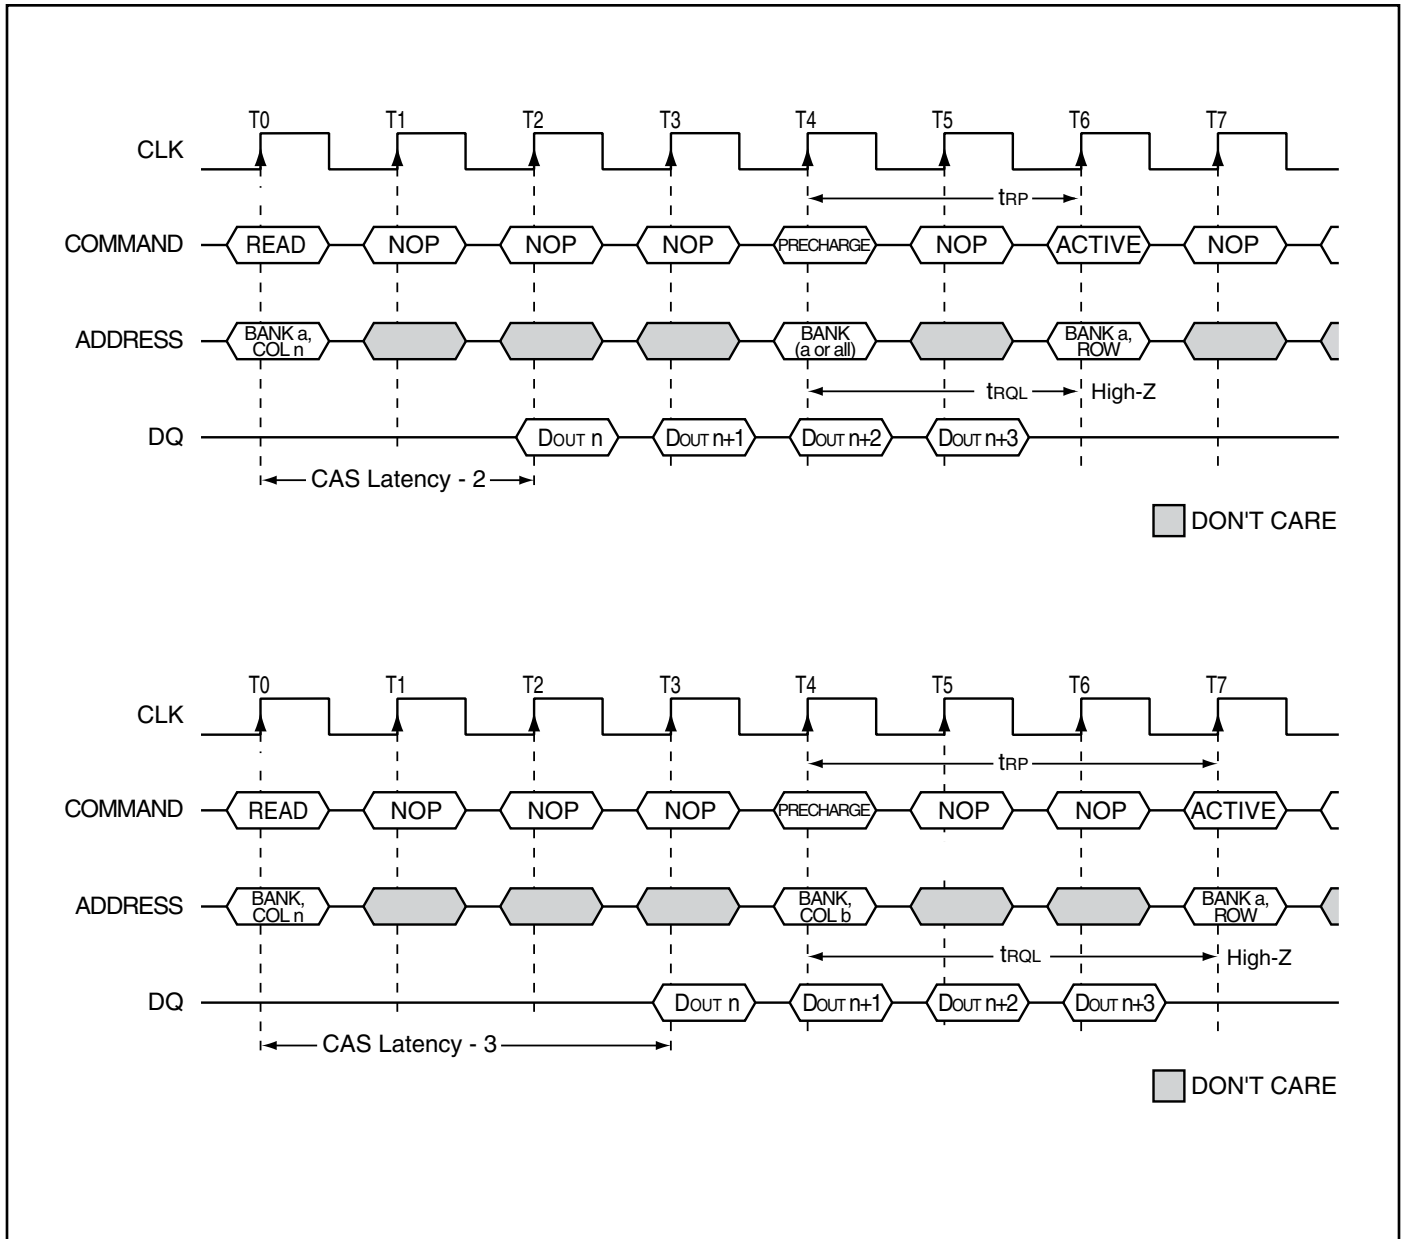 T0 T1 T2 T3 T4 T5 T6 T7
CLK
tRP
COMMAND READ NOP NOP NOP PRECHARGE NOP ACTIVE NOP
ADDRESS BANK a, COL n BANK (a or all) BANK a, ROW
tRQL High-Z
DQ DOUT n DOUT n+1 DOUT n+2 DOUT n+3
CAS Latency - 2
DON'T CARE
T0 T1 T2 T3 T4 T5 T6 T7
CLK
tRP
COMMAND READ NOP NOP NOP PRECHARGE NOP NOP ACTIVE
ADDRESS BANK, COL n BANK, COL b BANK a, ROW
tRQL High-Z
DQ DOUT n DOUT n+1 DOUT n+2 DOUT n+3
CAS Latency - 3
DON'T CARE